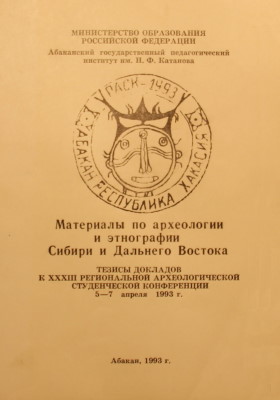 МИНИСТЕРСТВО ОБРАЗОВАНИЯ
РОССИЙСКОЙ ФЕДЕРАЦИИ
Абаканский государственный педагогический
институт им. Н. Ф. Катанова
РАСК-1993
АБАКАН РЕСПУБЛИКА ХАКАСИЯ
Материалы по археологии
и этнографии
Сибири и Дальнего Востока
ТЕЗИСЫ ДОКЛАДОВ
К XXXIII РЕГИОНАЛЬНОЙ АРХЕОЛОГИЧЕСКОЙ
СТУДЕНЧЕСКОЙ КОНФЕРЕНЦИИ
5—7 апреля 1993 г.
Абакан, 1993 г.